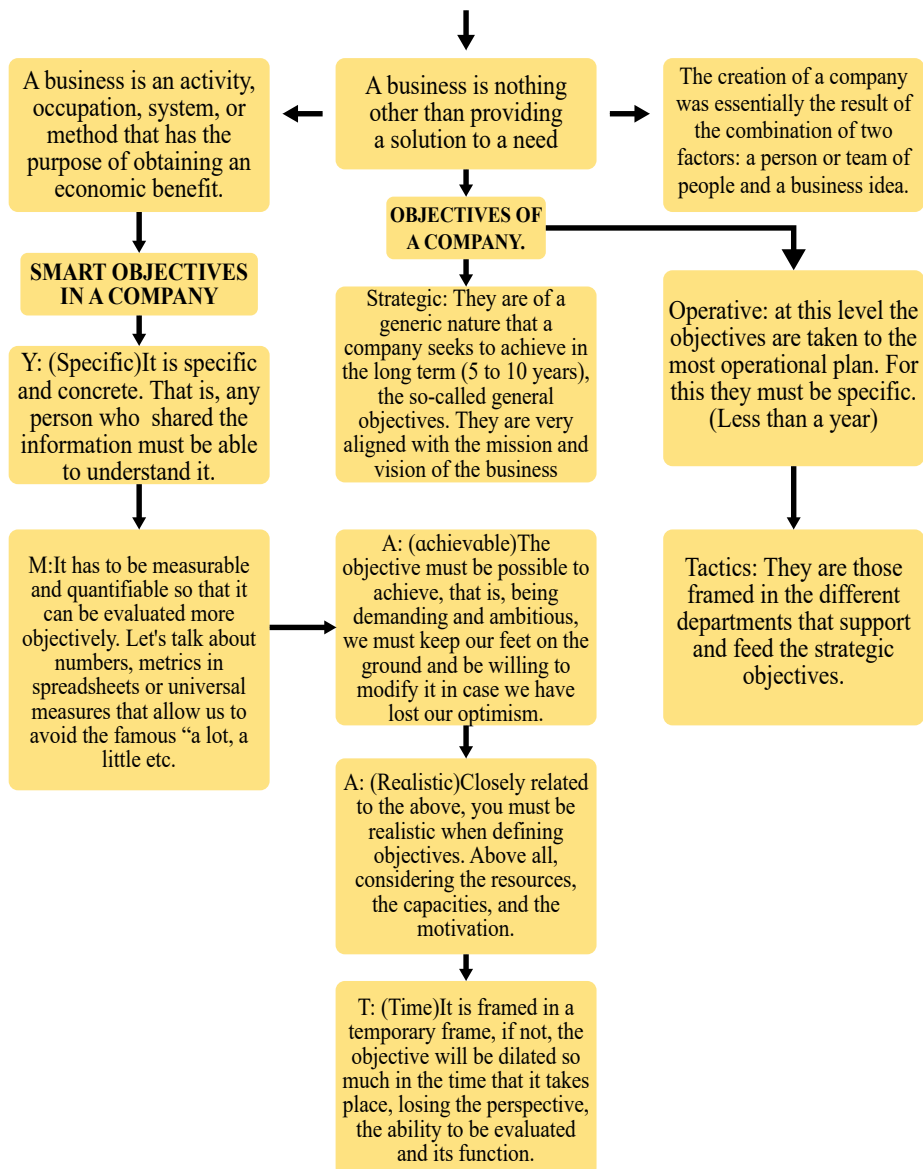 A business is an activity,
occupation, system, or
method that has the
purpose of obtaining an
economic benefit.
A business is nothing
other than providing
a solution to a need
The creation of a company
was essentially the result of
the combination of two
factors: a person or team of
people and a business idea.
SMART OBJECTIVES
IN A COMPANY
OBJECTIVES OF
A COMPANY.
Y: (Specific)It is specific
and concrete. That is, any
person who shared the
information must be able
to understand it.
Strategic: They are of a
generic nature that a
company seeks to achieve in
the long term (5 to 10 years),
the so-called general
objectives. They are very
aligned with the mission and
vision of the business
Operative: at this level the
objectives are taken to the
most operational plan. For
this they must be specific.
(Less than a year)
M:It has to be measurable
and quantifiable so that it
can be evaluated more
objectively. Let's talk about
numbers, metrics in
spreadsheets or universal
measures that allow us to
avoid the famous “a lot, a
little etc.
A: (achievable)The
objective must be possible to
achieve, that is, being
demanding and ambitious,
we must keep our feet on the
ground and be willing to
modify it in case we have
lost our optimism.
Tactics: They are those
framed in the different
departments that support
and feed the strategic
objectives.
A: (Realistic)Closely related
to the above, you must be
realistic when defining
objectives. Above all,
considering the resources,
the capacities, and the
motivation.
T: (Time)It is framed in a
temporary frame, if not, the
objective will be dilated so
much in the time that it takes
place, losing the perspective,
the ability to be evaluated
and its function.